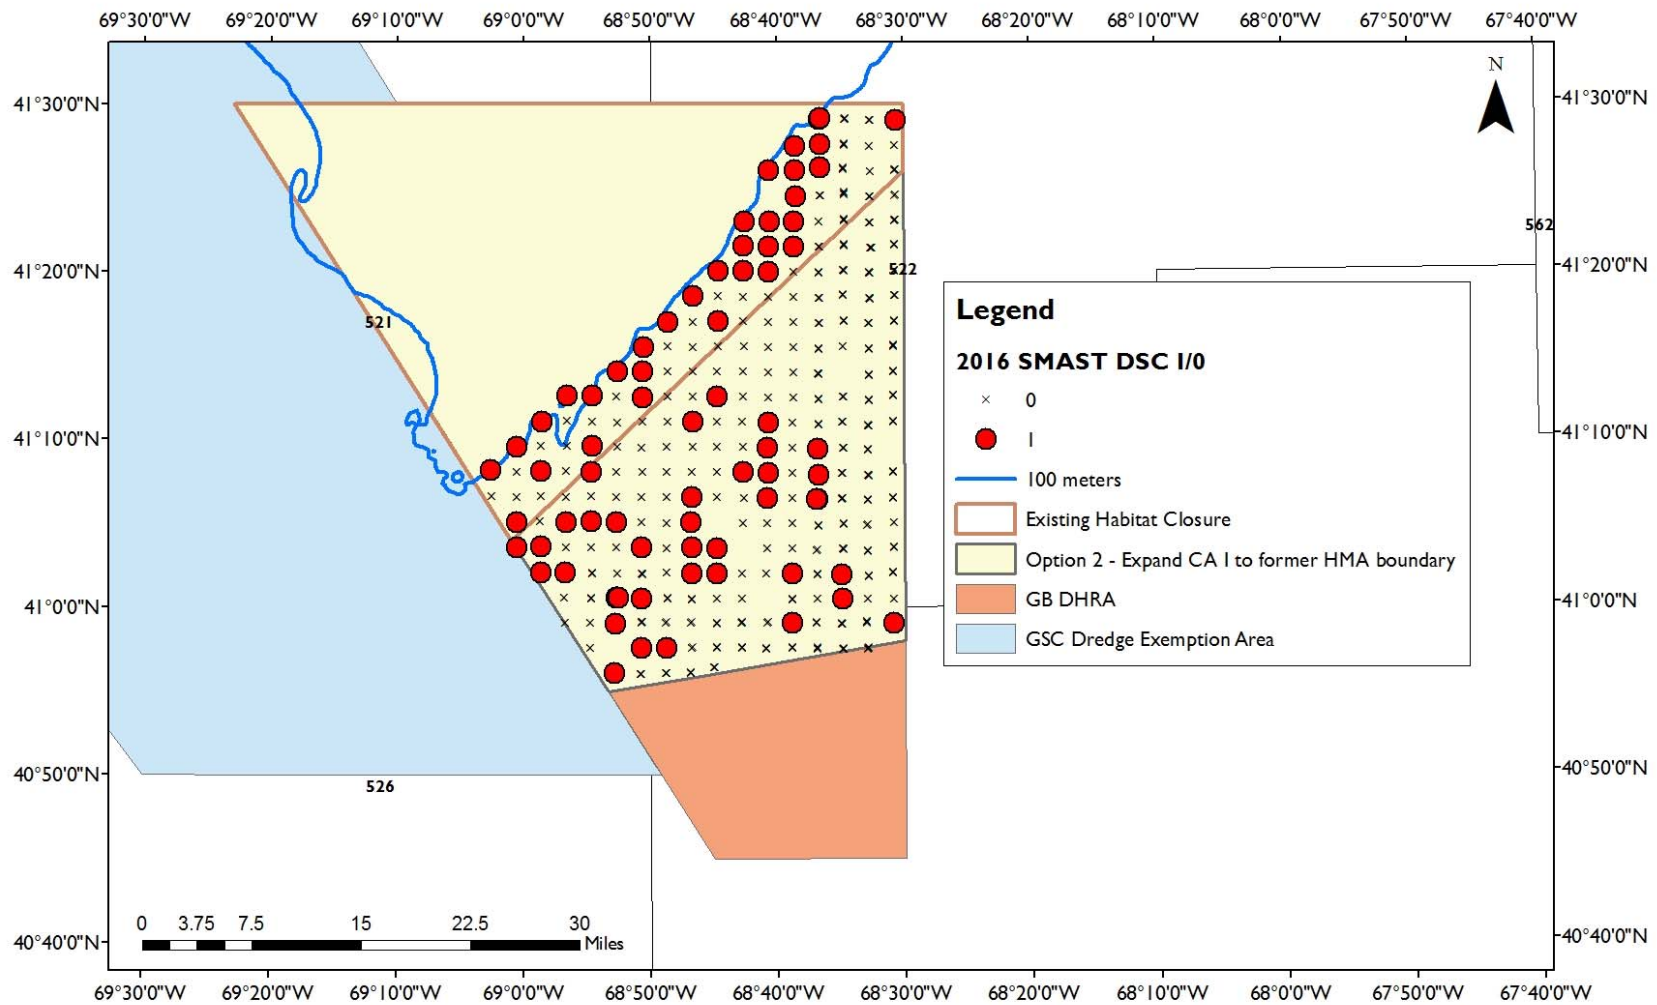 69°30'0"W 69°20'0"W 69°10'0"W 69°0'0"W 68°50'0"W 68°40'0"W 68°30'0"W 68°20'0"W 68°10'0"W 68°0'0"W 67°50'0"W 67°40'0"W
N
41°30'0"N 41°30'0"N
562
41°20'0"N 522 41°20'0"N
Legend
521
2016 SMAST DSC 1/0
0
41°10'0"N 1 41°10'0"N
100 meters
Existing Habitat Closure
Option 2 - Expand CA I to former HMA boundary
41°0'0"N GB DHRA 41°0'0"N
GSC Dredge Exemption Area
40°50'0"N 40°50'0"N
526
0 3.75 7.5 15 22.5 30
Miles
40°40'0"N 40°40'0"N
69°30'0"W 69°20'0"W 69°10'0"W 69°0'0"W 68°50'0"W 68°40'0"W 68°30'0"W 68°20'0"W 68°10'0"W 68°0'0"W 67°50'0"W 67°40'0"W